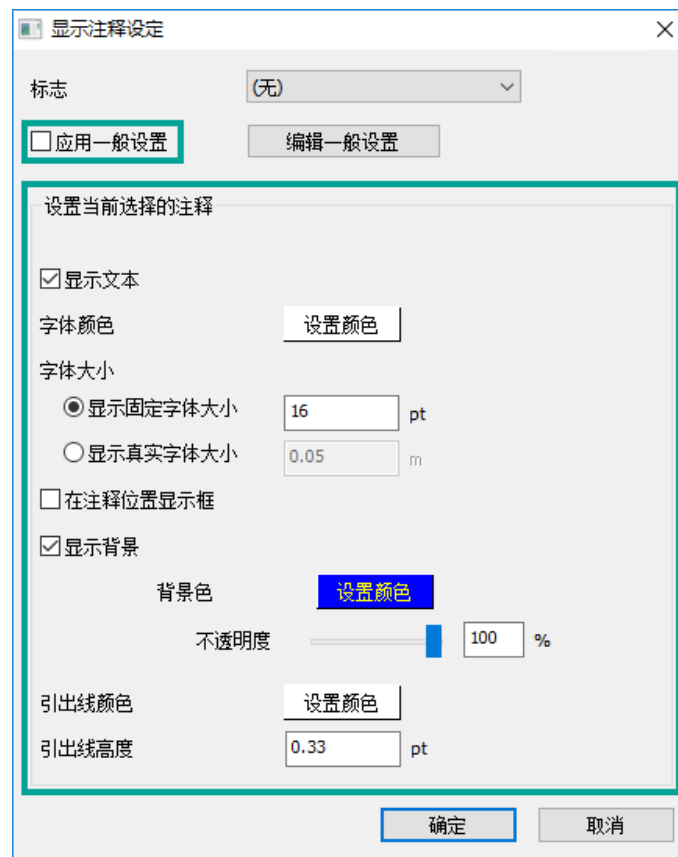 显示注释设定
标志 (无)
应用一般设置 编辑一般设置
设置当前选择的注释
显示文本
字体颜色 设置颜色
字体大小
显示固定字体大小 16 pt
显示真实字体大小 0.05 m
在注释位置显示框
显示背景
背景色 设置颜色
不透明度 100 %
引出线颜色 设置颜色
引出线高度 0.33 pt
确定 取消